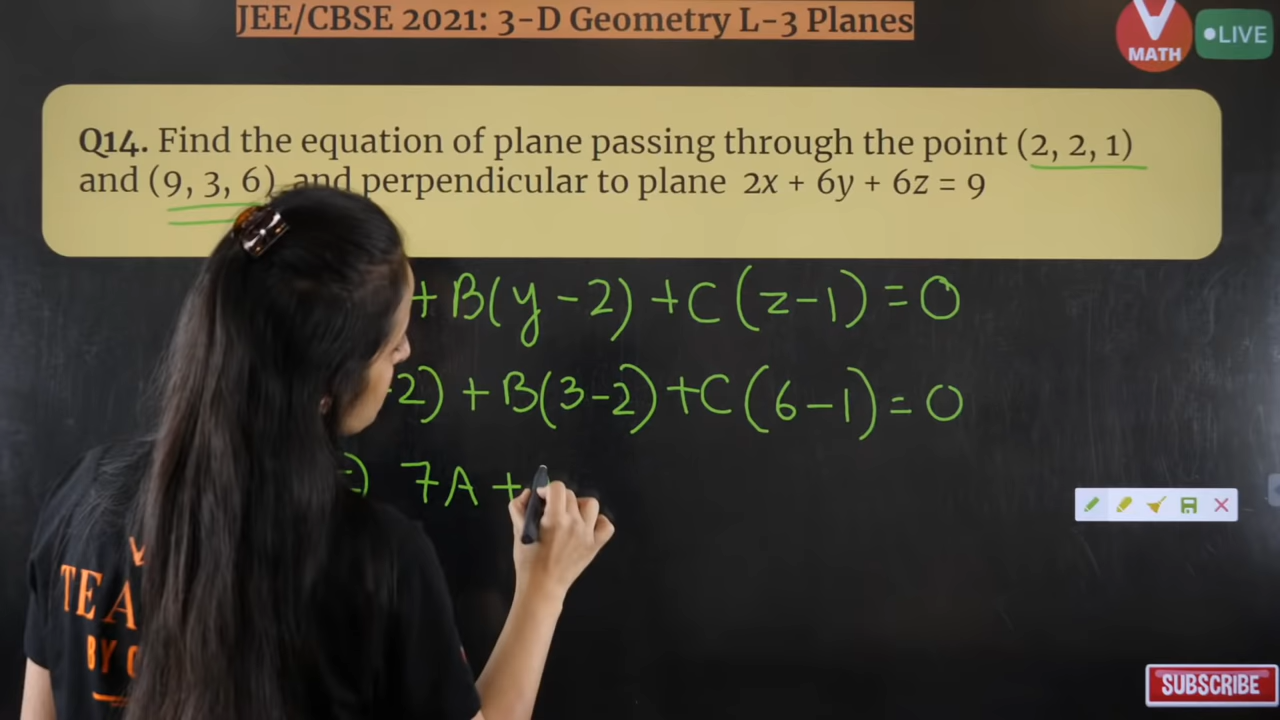 JEE/CBSE 2021: 3-D Geometry L-3 Planes
V
MATH
LIVE
Q14. Find the equation of plane passing through the point (2, 2, 1)
and (9, 3, 6) and perpendicular to plane 2x + 6y + 6z = 9
+ B(y - 2) + C(z - 1) = 0
2) + B(3 - 2) + C(6 - 1) = 0
7A +
TEA
BY
SUBSCRIBE